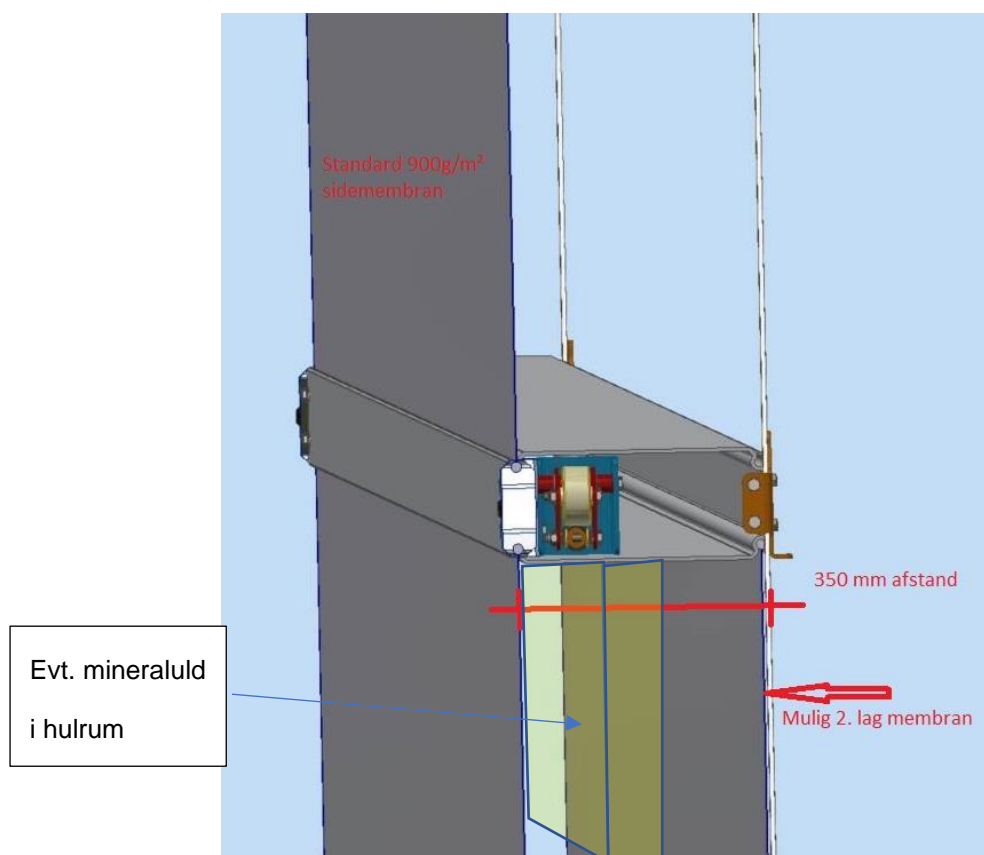 Standard 900g/m²
sidemembran
350 mm afstand
Evt. mineraluld
i hulrum
Mulig 2. lag membran